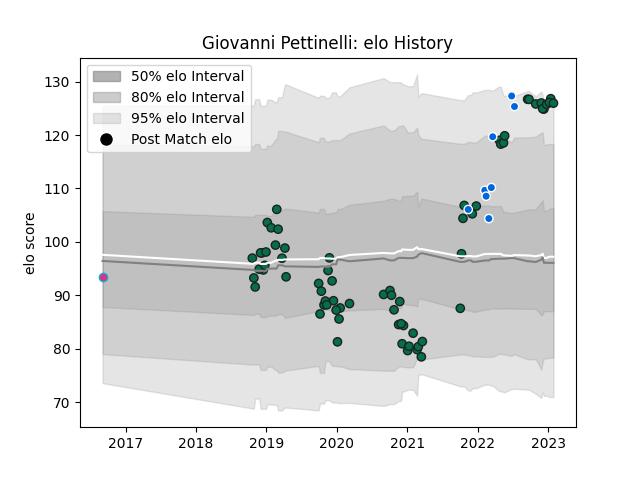 Giovanni Pettinelli: elo History
50% elo Interval
80% elo Interval
95% elo Interval
Post Match elo
elo score
130
120
110
100
90
80
70
2017 2018 2019 2020 2021 2022 2023